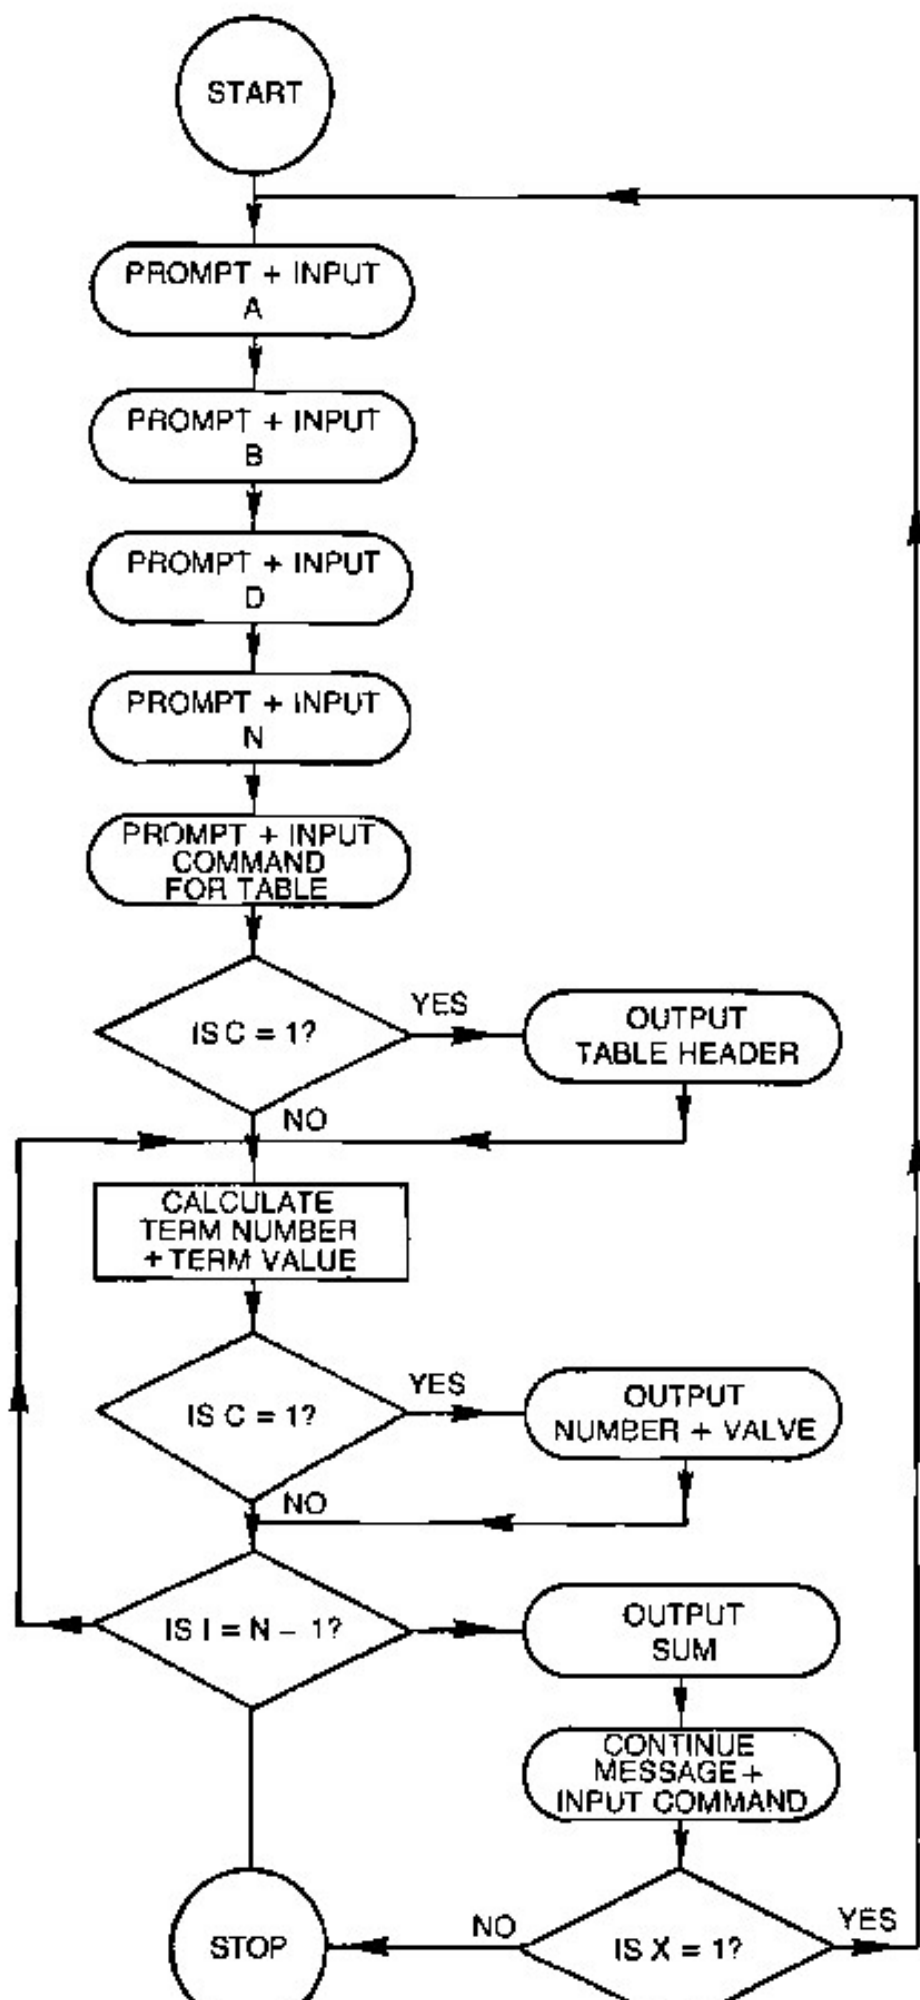 START
PROMPT + INPUT
A
PROMPT + INPUT
B
PROMPT + INPUT
D
PROMPT + INPUT
N
PROMPT + INPUT
COMMAND
FOR TABLE
IS C = 1?
YES
OUTPUT
TABLE HEADER
NO
CALCULATE
TERM NUMBER
+ TERM VALUE
IS C = 1?
YES
OUTPUT
NUMBER + VALVE
NO
IS I = N – 1?
OUTPUT
SUM
CONTINUE
MESSAGE +
INPUT COMMAND
STOP
NO
IS X = 1?
YES